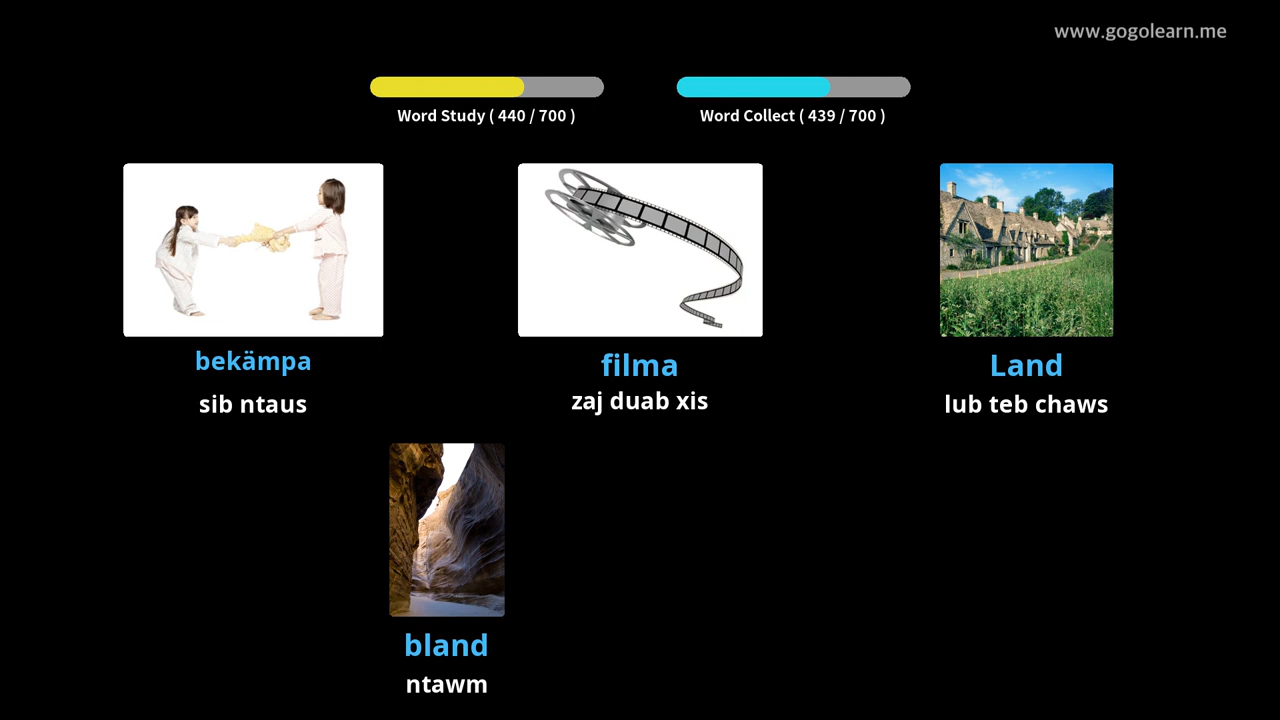 www.gogolearn.me
Word Study ( 440 / 700 )
Word Collect ( 439 / 700 )
bekämpa
sib ntaus
filma
zaj duab xis
Land
lub teb chaws
bland
ntawm